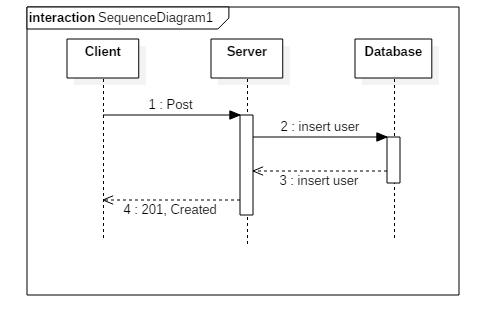 interaction SequenceDiagram1
Client
Server
Database
1 : Post
2 : insert user
3 : insert user
4 : 201, Created